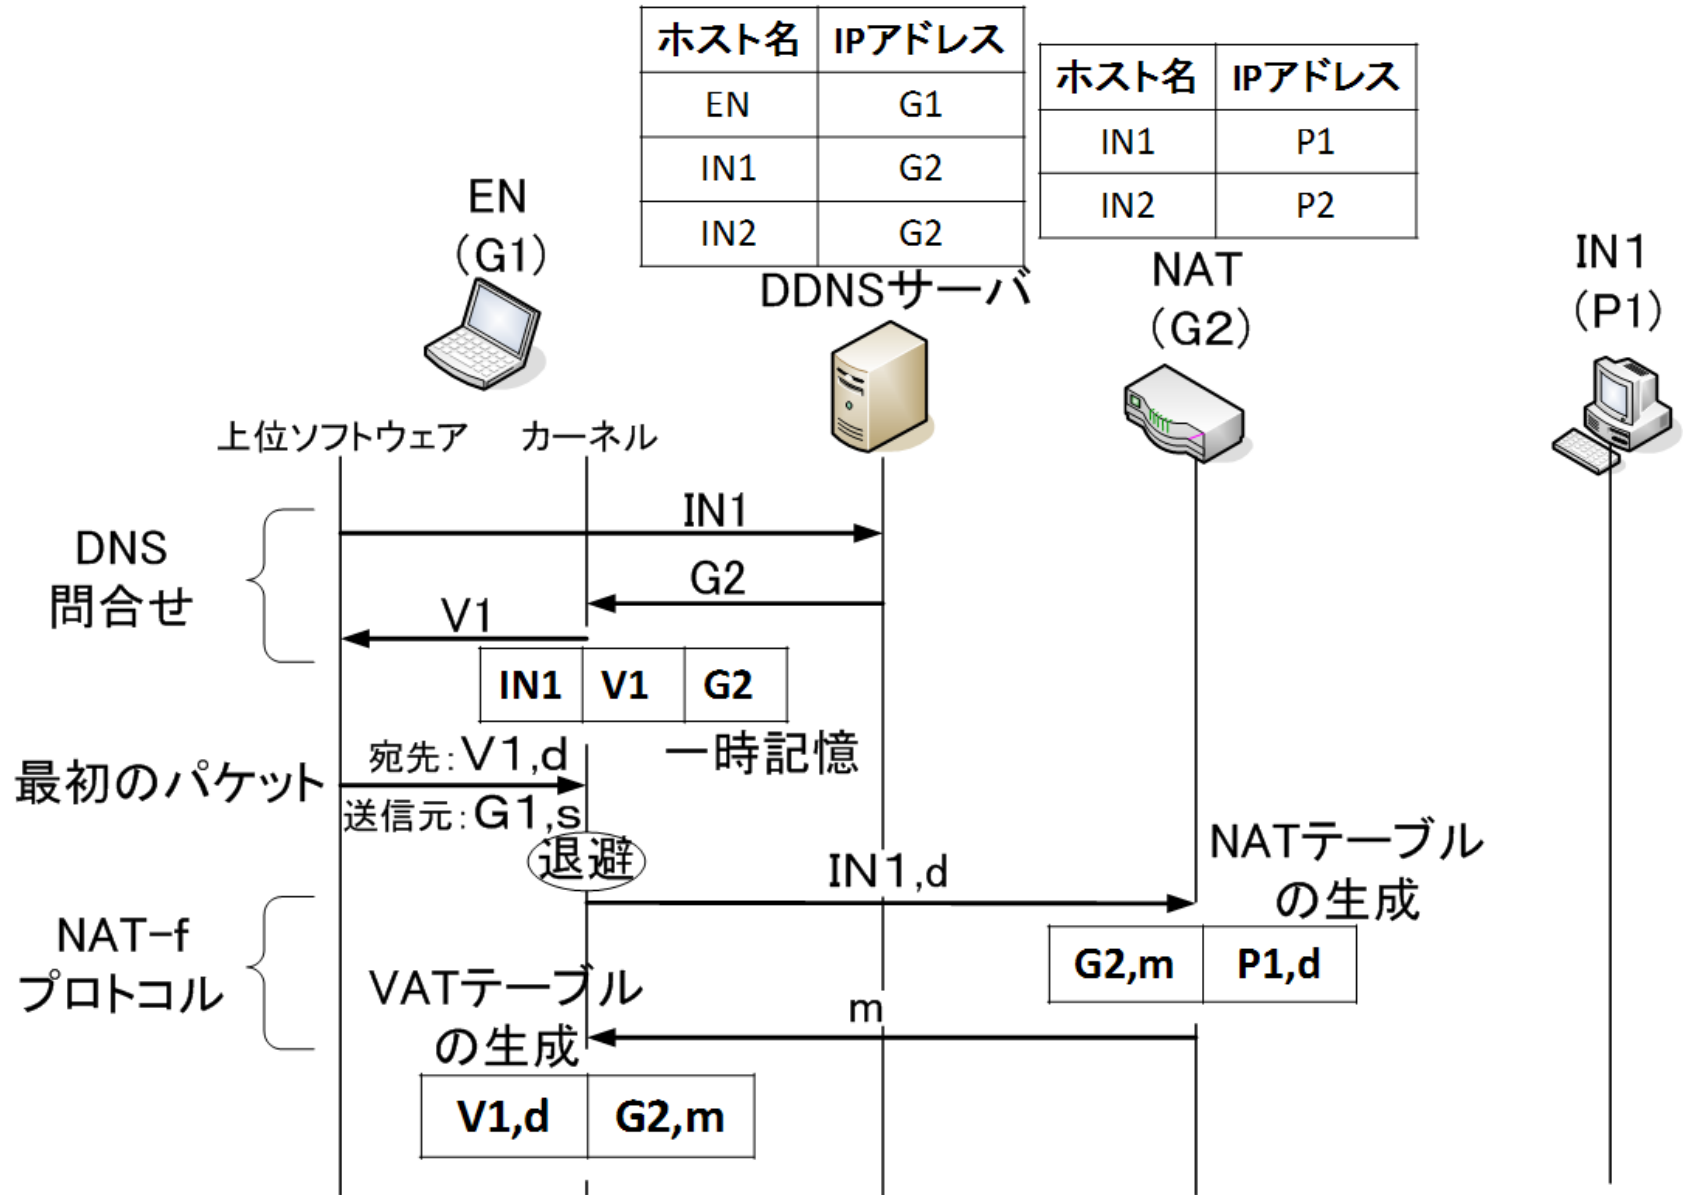 ホスト名 IPアドレス
EN G1
IN1 G2
IN2 G2
ホスト名 IPアドレス
IN1 P1
IN2 P2
EN
(G1)
DDNSサーバ
NAT
(G2)
IN1
(P1)
上位ソフトウェア カーネル
DNS
問合せ
IN1
G2
V1
IN1 V1 G2
一時記憶
最初のパケット
宛先:V1,d
送信元:G1,s
退避
NAT-f
プロトコル
IN1,d
NATテーブル
の生成
G2,m P1,d
m
VATテーブル
の生成
V1,d G2,m